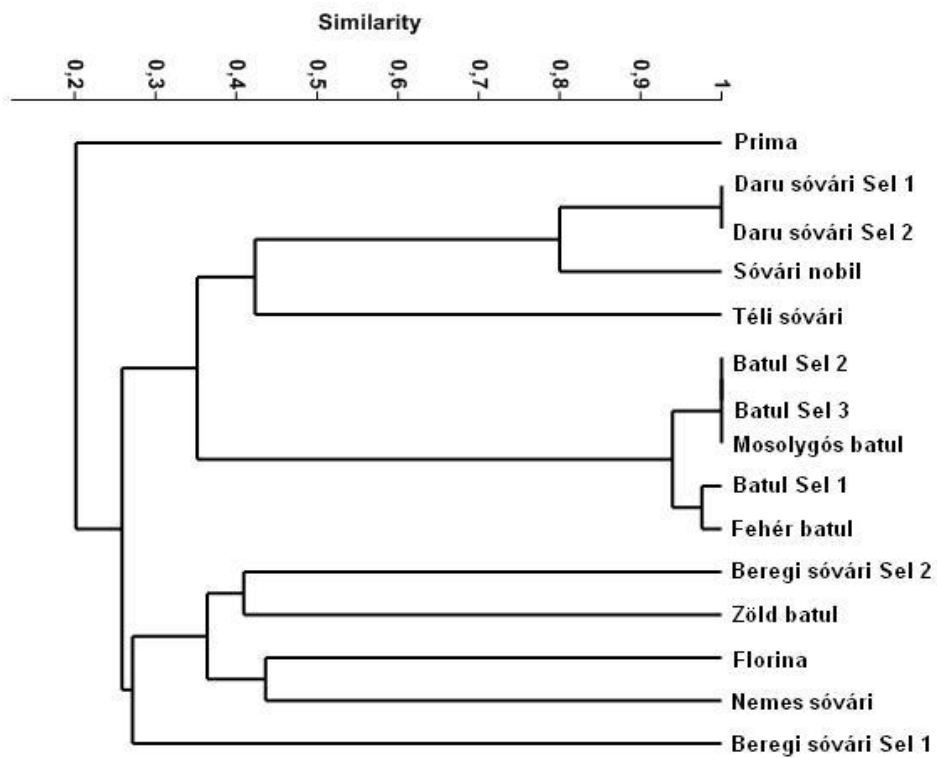 Similarity
0,2 0,3 0,4 0,5 0,6 0,7 0,8 0,9 1
Prima
Daru sóvári Sel 1
Daru sóvári Sel 2
Sóvári nobil
Téli sóvári
Batul Sel 2
Batul Sel 3
Mosolygós batul
Batul Sel 1
Fehér batul
Beregi sóvári Sel 2
Zöld batul
Florina
Nemes sóvári
Beregi sóvári Sel 1